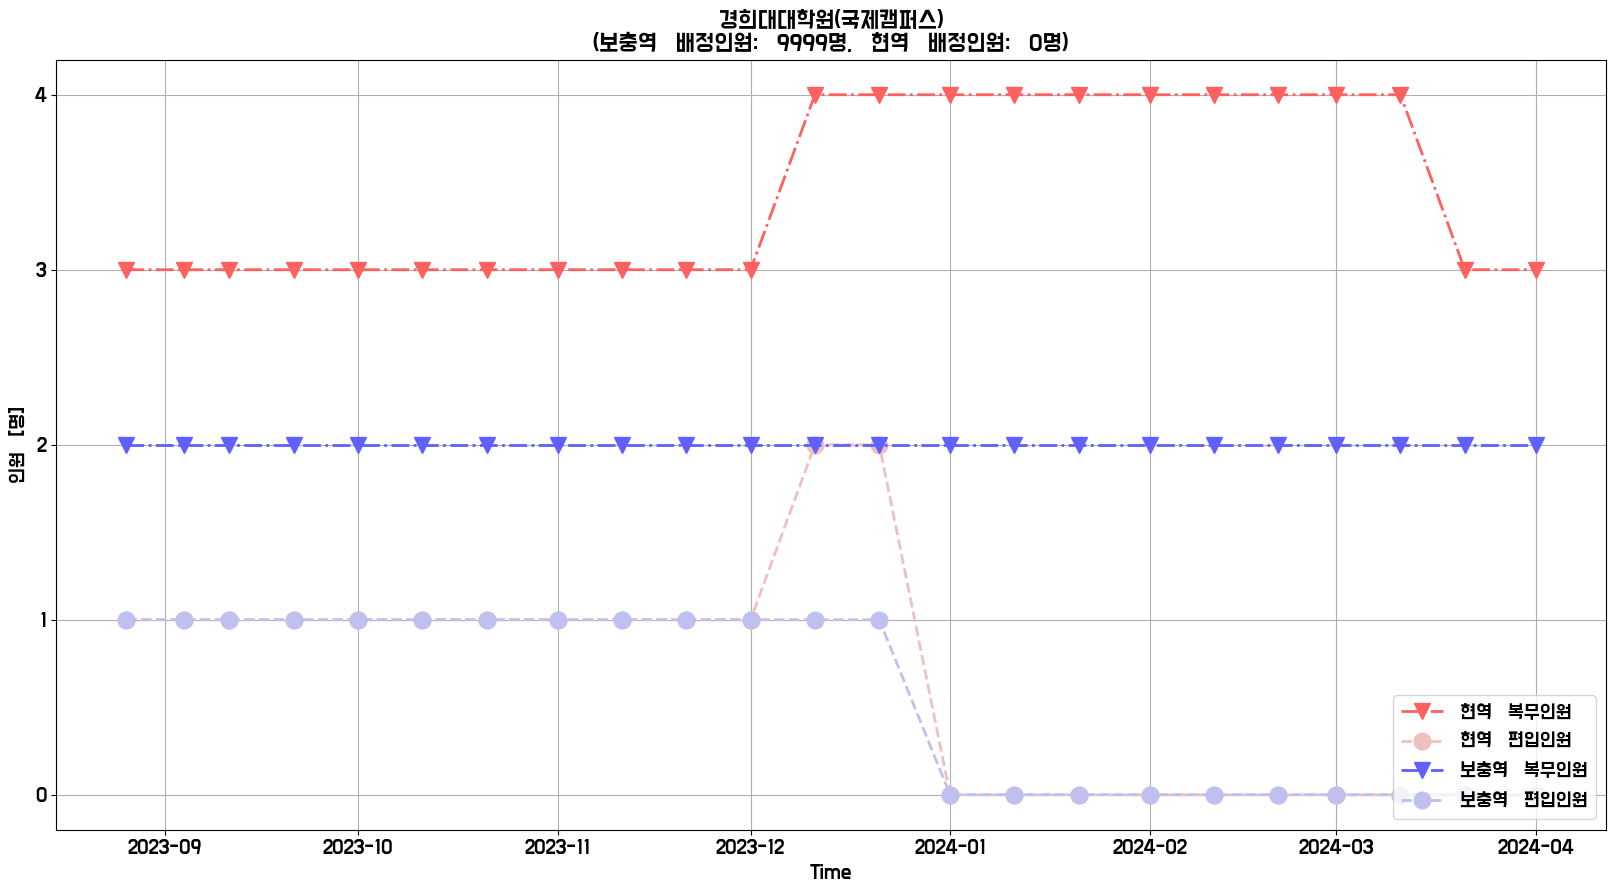 경희대대학원(국제캠퍼스)
(보충역 배정인원: 9999명, 현역 배정인원: 0명)
인원 [명]
4
3
2
1
0
현역 복무인원
현역 편입인원
보충역 복무인원
보충역 편입인원
2023-09 2023-10 2023-11 2023-12 2024-01 2024-02 2024-03 2024-04
Time